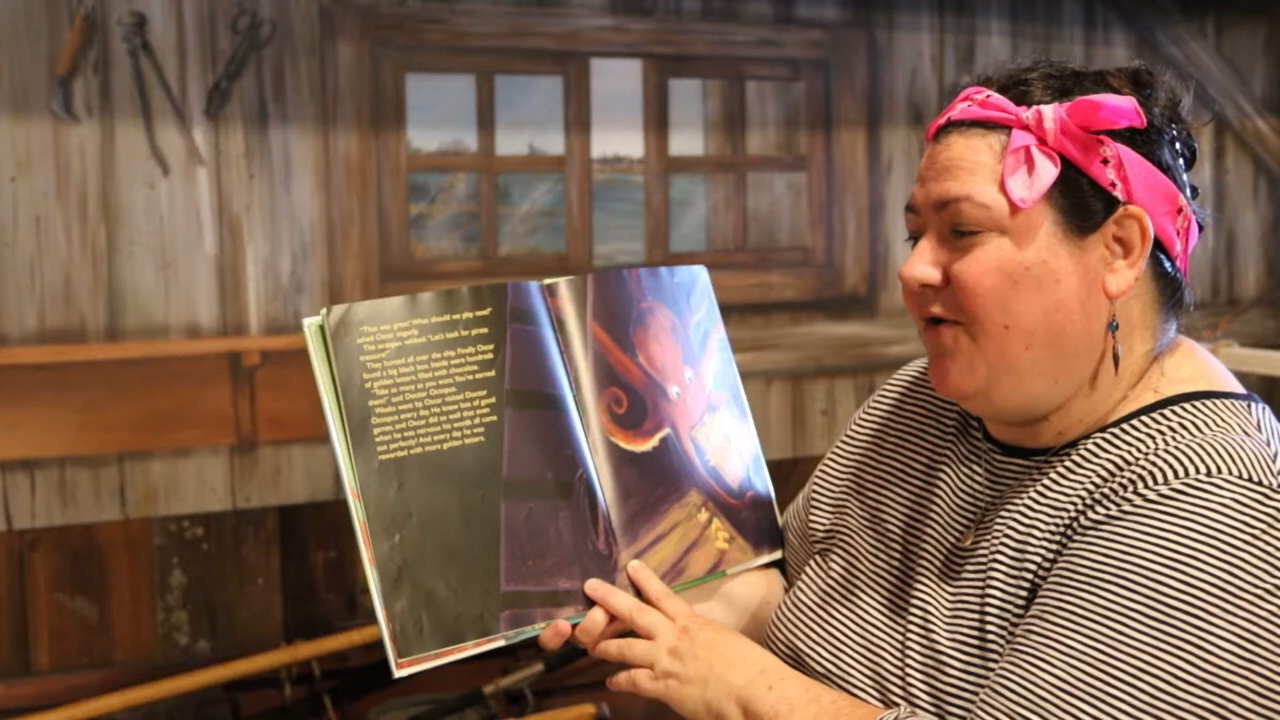 "That was great! What should we play next?"
asked Oscar eagerly.
The octopus winked. "Let's look for pirate
treasure!"
They hunted all over the ship. Finally Oscar
found a big black box. Inside were hundreds
of golden letters, filled with chocolate.
"Take as many as you want. You've earned
them!" said Doctor Octopus.
Weeks went by. Oscar visited Doctor
Octopus every day. He knew lots of good
games, and Oscar did so well that even
when he was nervous his words all came
out perfectly! And every day he was
rewarded with more golden letters.